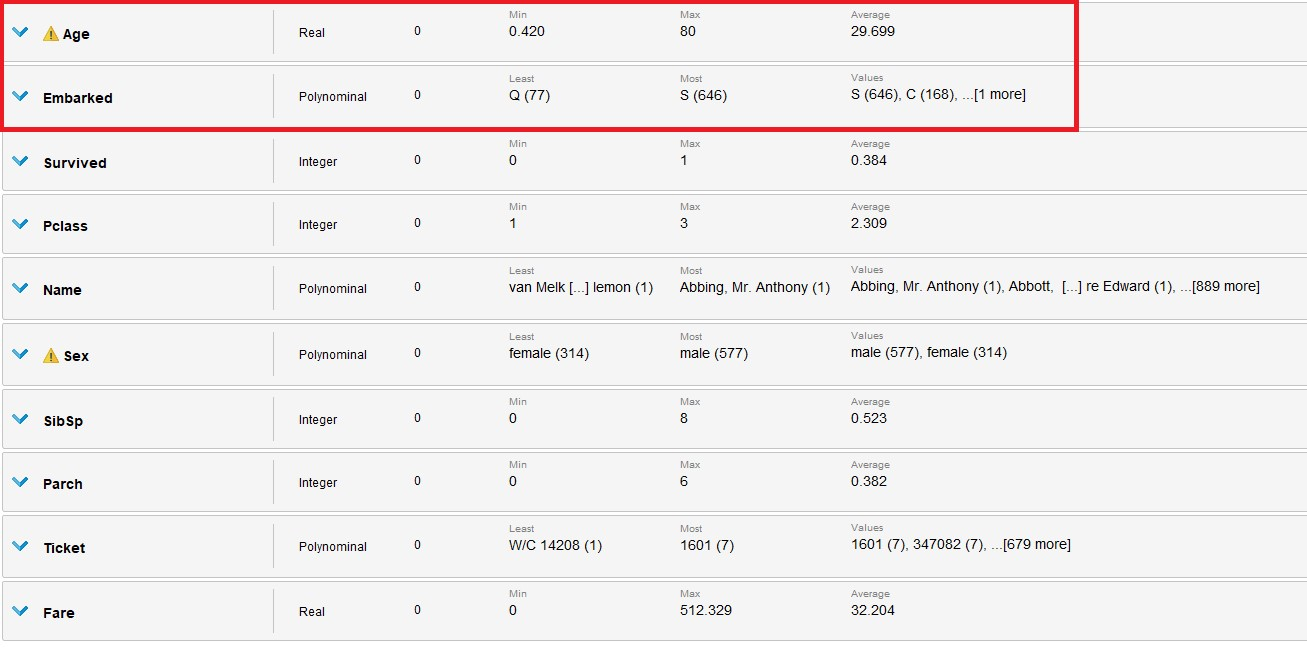 Age Real 0 Min 0.420 Max 80 Average 29.699
Embarked Polynominal 0 Least Q (77) Most S (646) Values S (646), C (168), ...[1 more]
Survived Integer 0 Min 0 Max 1 Average 0.384
Pclass Integer 0 Min 1 Max 3 Average 2.309
Name Polynominal 0 Least van Melk [...] lemon (1) Most Abbing, Mr. Anthony (1) Values Abbing, Mr. Anthony (1), Abbott, [...] re Edward (1), ...[889 more]
Sex Polynominal 0 Least female (314) Most male (577) Values male (577), female (314)
SibSp Integer 0 Min 0 Max 8 Average 0.523
Parch Integer 0 Min 0 Max 6 Average 0.382
Ticket Polynominal 0 Least W/C 14208 (1) Most 1601 (7) Values 1601 (7), 347082 (7), ...[679 more]
Fare Real 0 Min 0 Max 512.329 Average 32.204